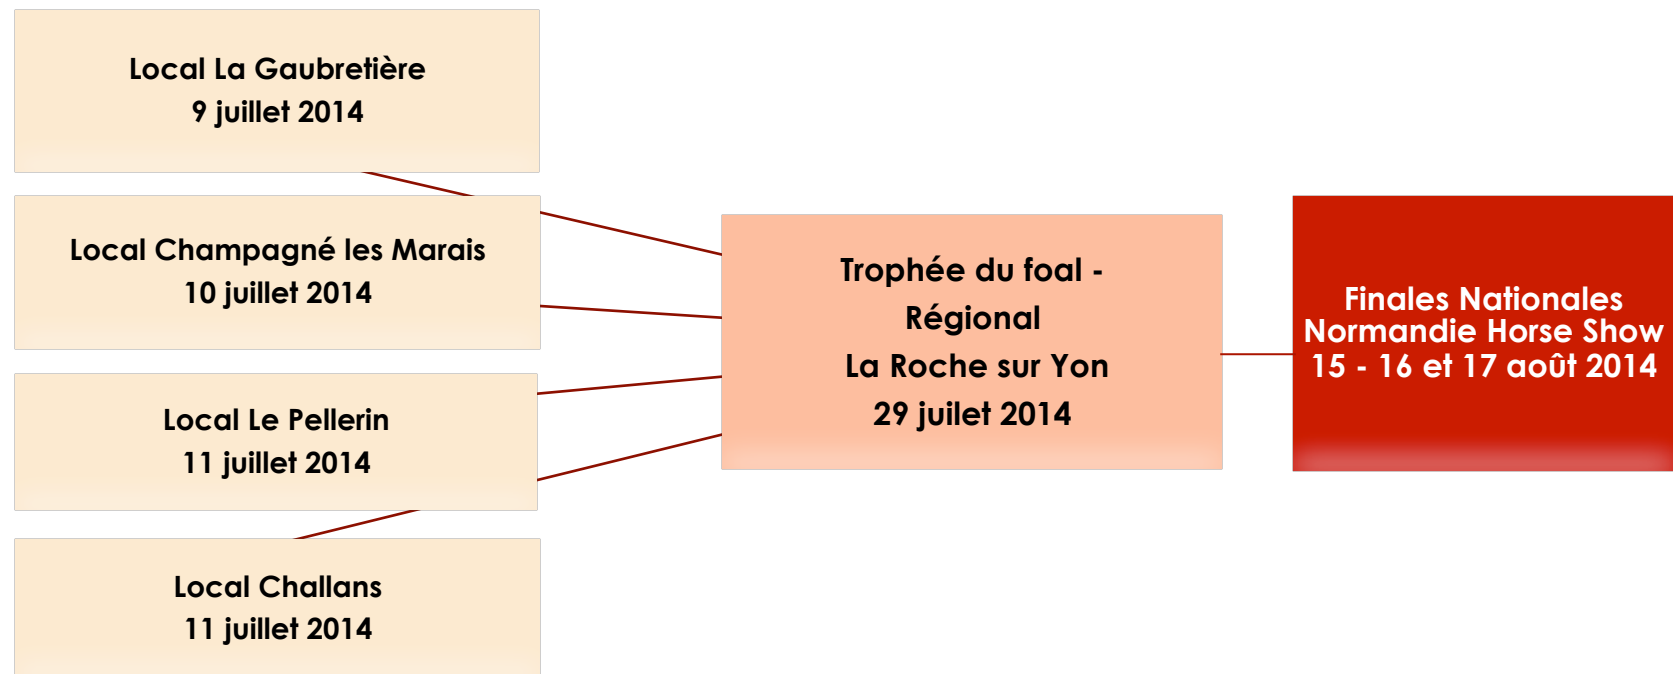 Local La Gaubretière
9 juillet 2014
Local Champagné les Marais
10 juillet 2014
Local Le Pellerin
11 juillet 2014
Local Challans
11 juillet 2014
Trophée du foal -
Régional
La Roche sur Yon
29 juilet 2014
Finales Nationales
Normandie Horse Show
15 - 16 et 17 août 2014